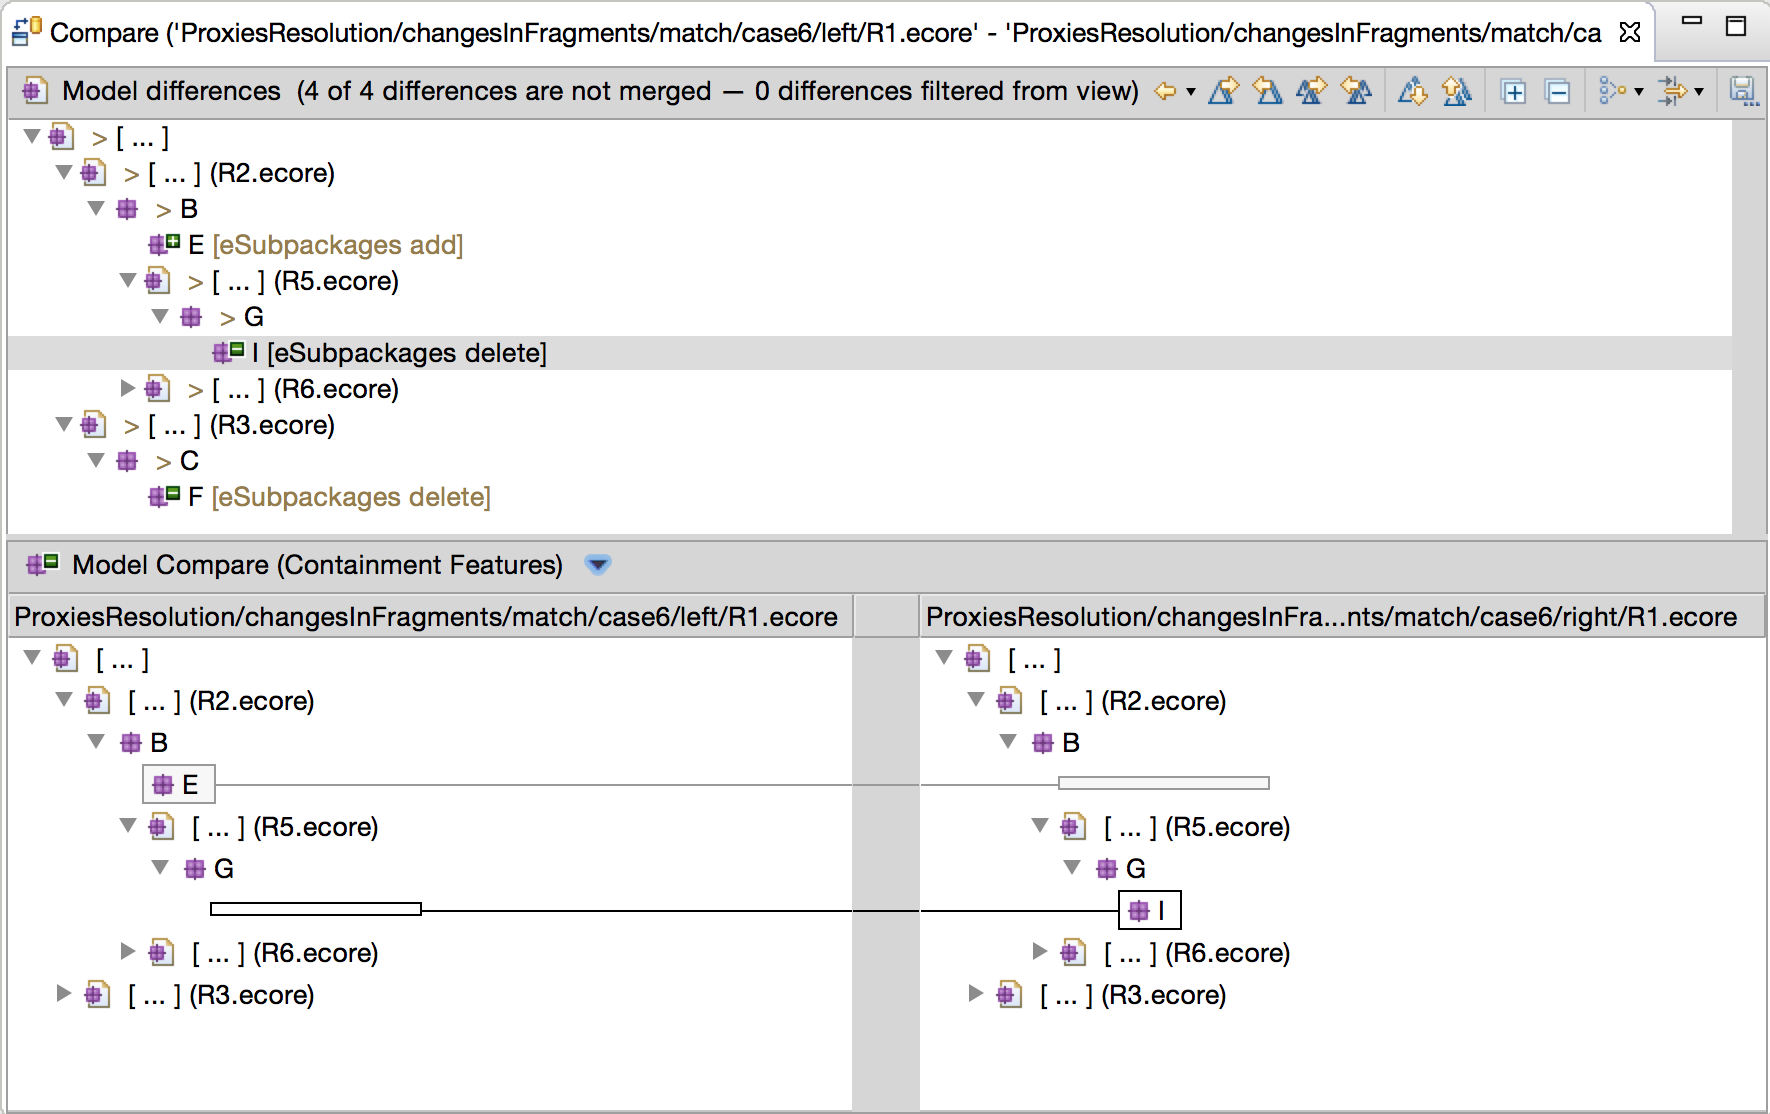 Compare ('ProxiesResolution/changesInFragments/match/case6/left/R1.ecore' - 'ProxiesResolution/changesInFragments/match/ca
Model differences (4 of 4 differences are not merged — 0 differences filtered from view)
> [ ... ]
> [ ... ] (R2.ecore)
> B
E [eSubpackages add]
> [ ... ] (R5.ecore)
> G
I [eSubpackages delete]
> [ ... ] (R6.ecore)
> [ ... ] (R3.ecore)
> C
F [eSubpackages delete]
Model Compare (Containment Features)
ProxiesResolution/changesInFragments/match/case6/left/R1.ecore
[ ... ]
[ ... ] (R2.ecore)
B
E
[ ... ] (R5.ecore)
G
[ ... ] (R6.ecore)
[ ... ] (R3.ecore)
ProxiesResolution/changesInFra...nts/match/case6/right/R1.ecore
[ ... ]
[ ... ] (R2.ecore)
B
[ ... ] (R5.ecore)
G
I
[ ... ] (R6.ecore)
[ ... ] (R3.ecore)